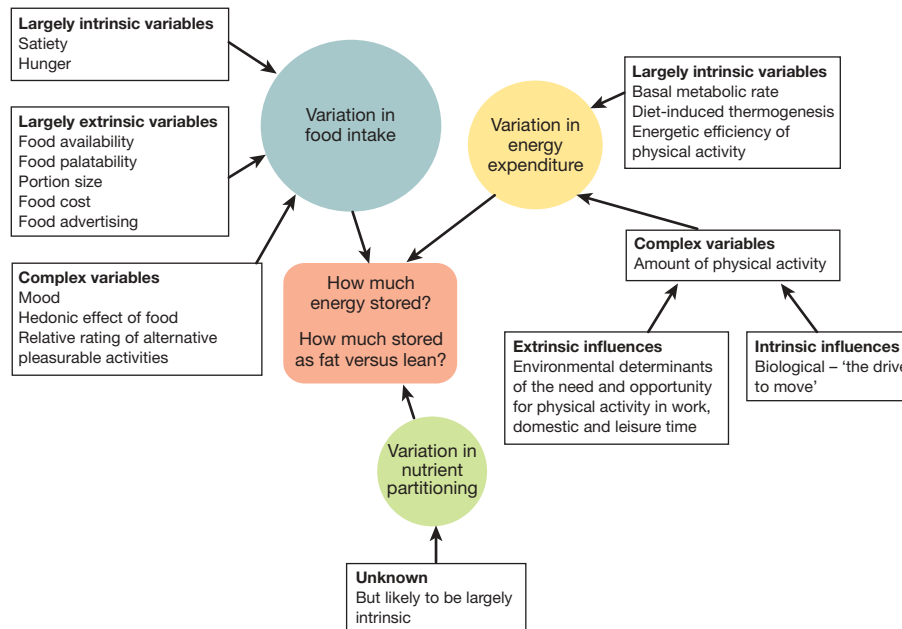 Largely intrinsic variables
Satiety
Hunger
Largely extrinsic variables
Food availability
Food palatability
Portion size
Food cost
Food advertising
Complex variables
Mood
Hedonic effect of food
Relative rating of alternative
pleasurable activities
Variation in
food intake
Variation in
energy
expenditure
Largely intrinsic variables
Basal metabolic rate
Diet-induced thermogenesis
Energetic efficiency of
physical activity
Complex variables
Amount of physical activity
Extrinsic influences
Environmental determinants
of the need and opportunity
for physical activity in work,
domestic and leisure time
Intrinsic influences
Biological – ‘the drive
to move’
How much
energy stored?
How much stored
as fat versus lean?
Variation in
nutrient
partitioning
Unknown
But likely to be largely
intrinsic